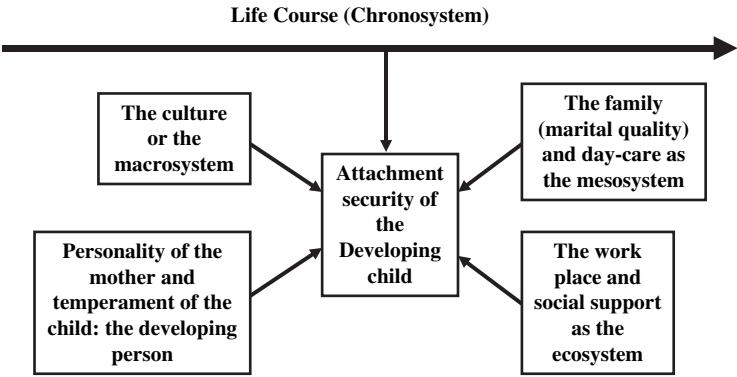 Life Course (Chronosystem)
The culture
or the
macrosystem
The family
(marital quality)
and day-care as
the mesosystem
Attachment
security of
the
Developing
child
Personality of the
mother and
temperament of the
child: the developing
person
The work
place and
social support
as the
ecosystem